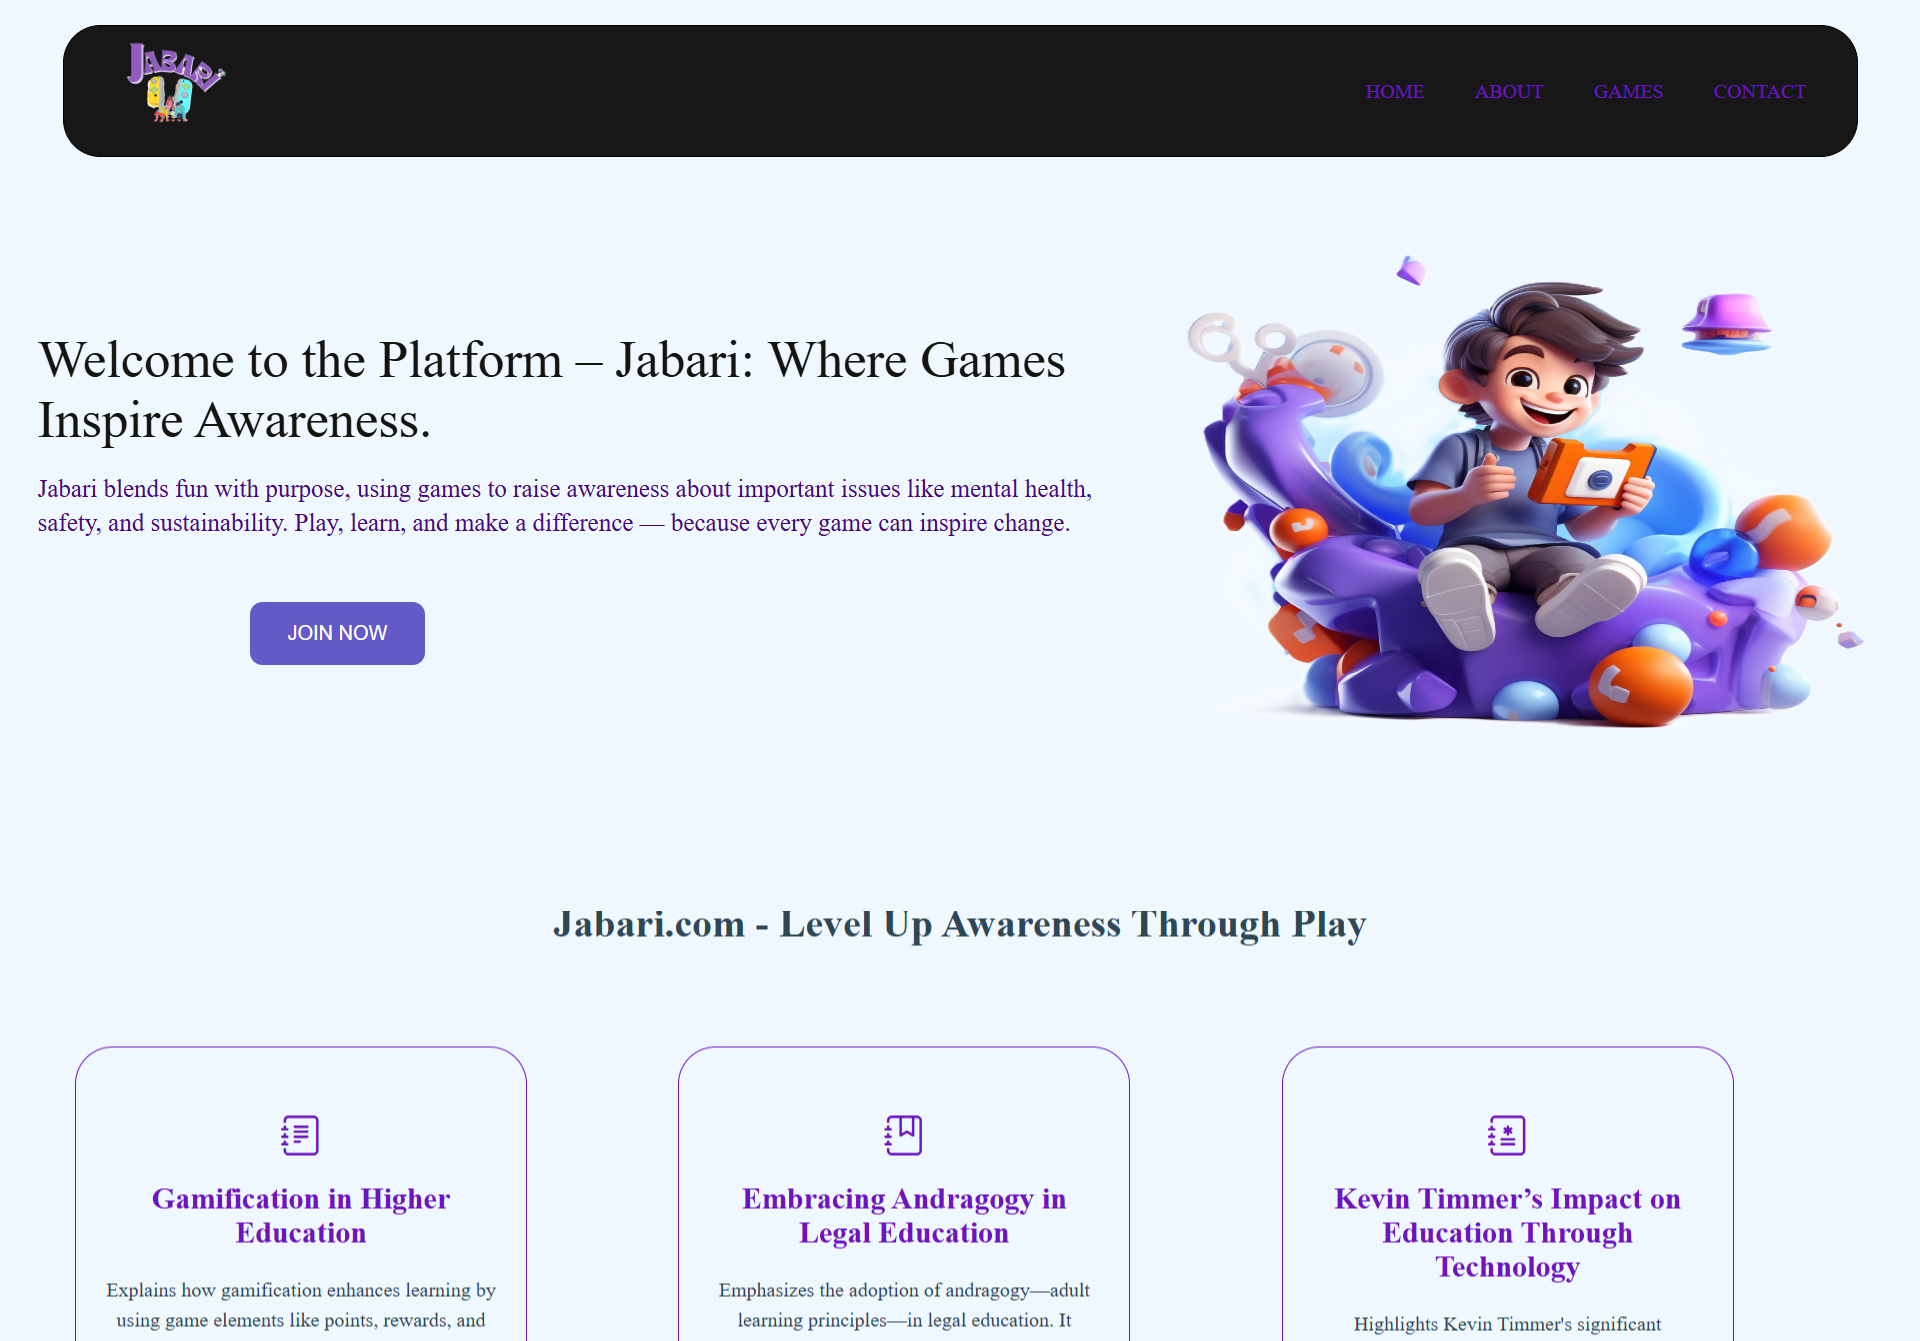 JABARI
HOME ABOUT GAMES CONTACT
Welcome to the Platform – Jabari: Where Games
Inspire Awareness.
Jabari blends fun with purpose, using games to raise awareness about important issues like mental health,
safety, and sustainability. Play, learn, and make a difference — because every game can inspire change.
JOIN NOW
Jabari.com - Level Up Awareness Through Play
Gamification in Higher
Education
Explains how gamification enhances learning by
using game elements like points, rewards, and
Embracing Andragogy in
Legal Education
Emphasizes the adoption of andragogy—adult
learning principles—in legal education. It
Kevin Timmer’s Impact on
Education Through
Technology
Highlights Kevin Timmer's significant